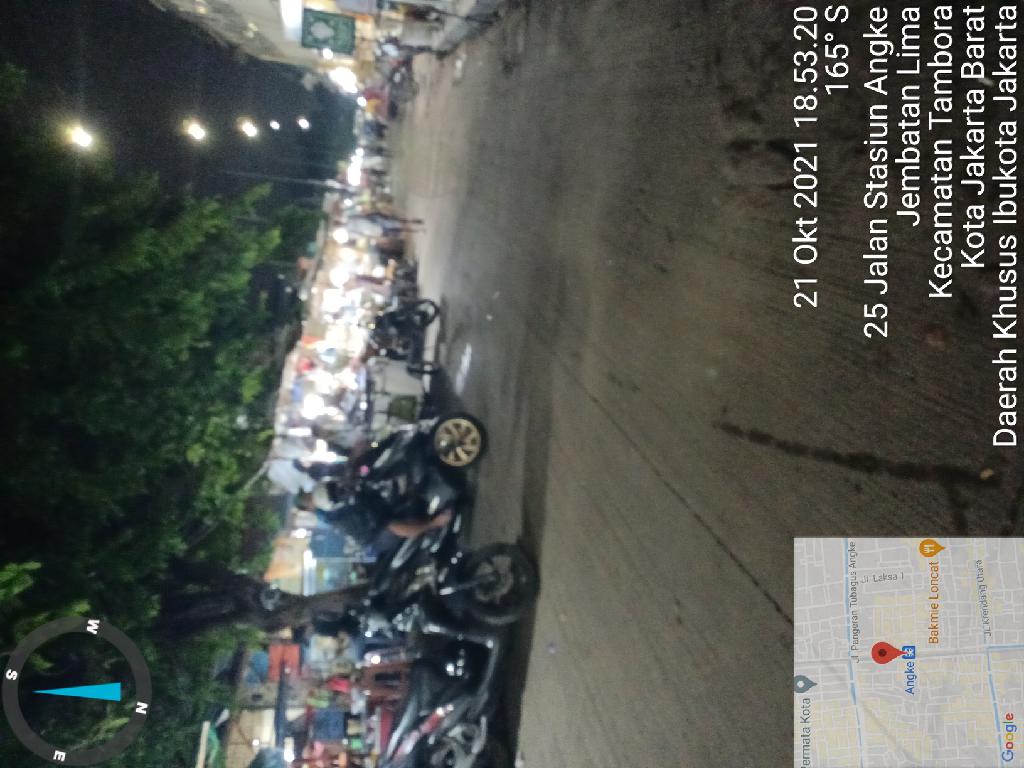 S
E
W
N
21 Okt 2021 18.53.20
165° S
25 Jalan Stasiun Angke
Jembatan Lima
Kecamatan Tambora
Kota Jakarta Barat
Daerah Khusus Ibukota Jakarta
Permata Kota
Jl. Pangeran Tubagus Angke
Jl. Laksa I
Angke
Bakmie Loncat
Jl. Krendang Utara
Google